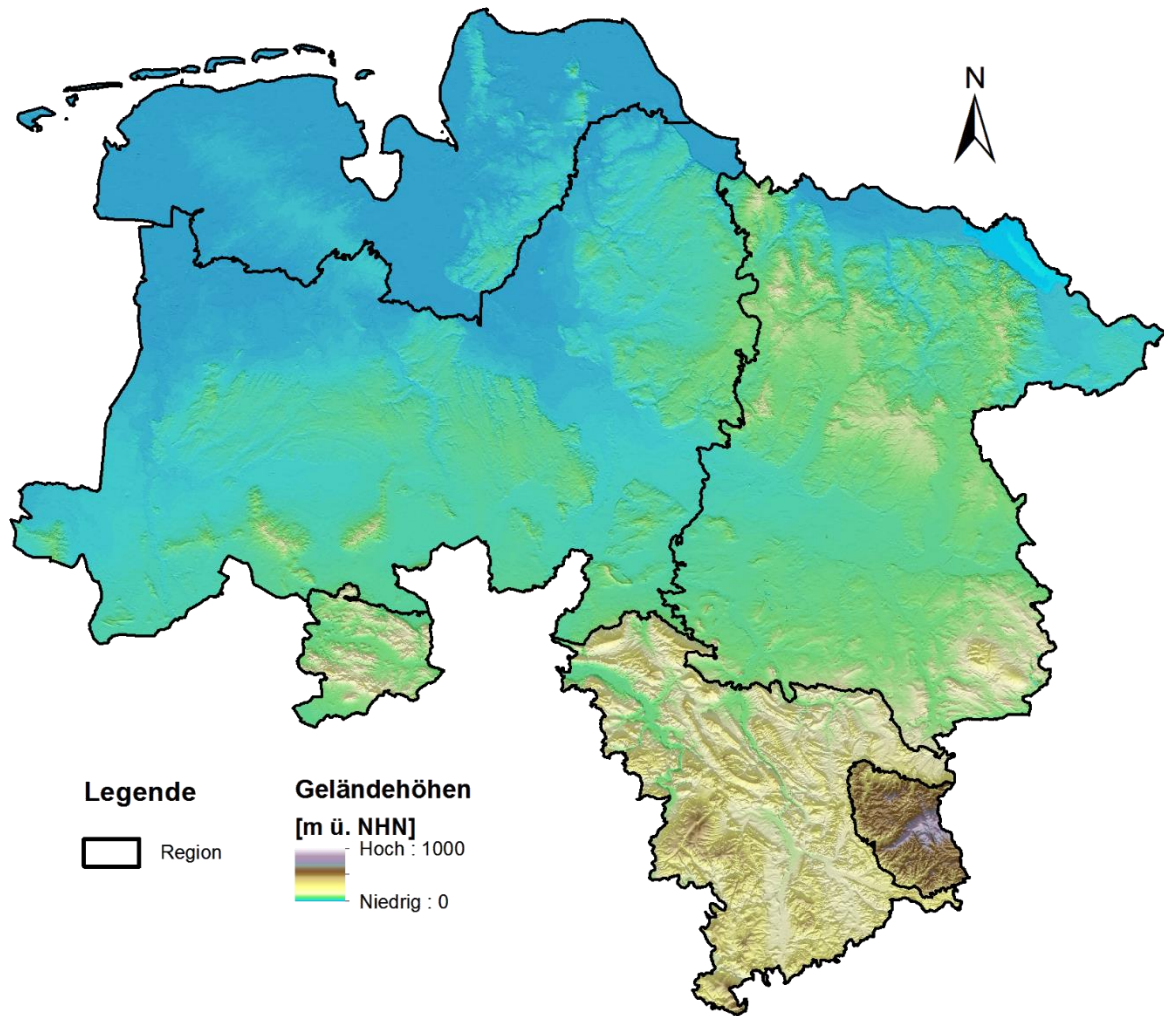 N
Legende
Region
Geländehöhen
[m ü. NHN]
Hoch : 1000
Niedrig : 0